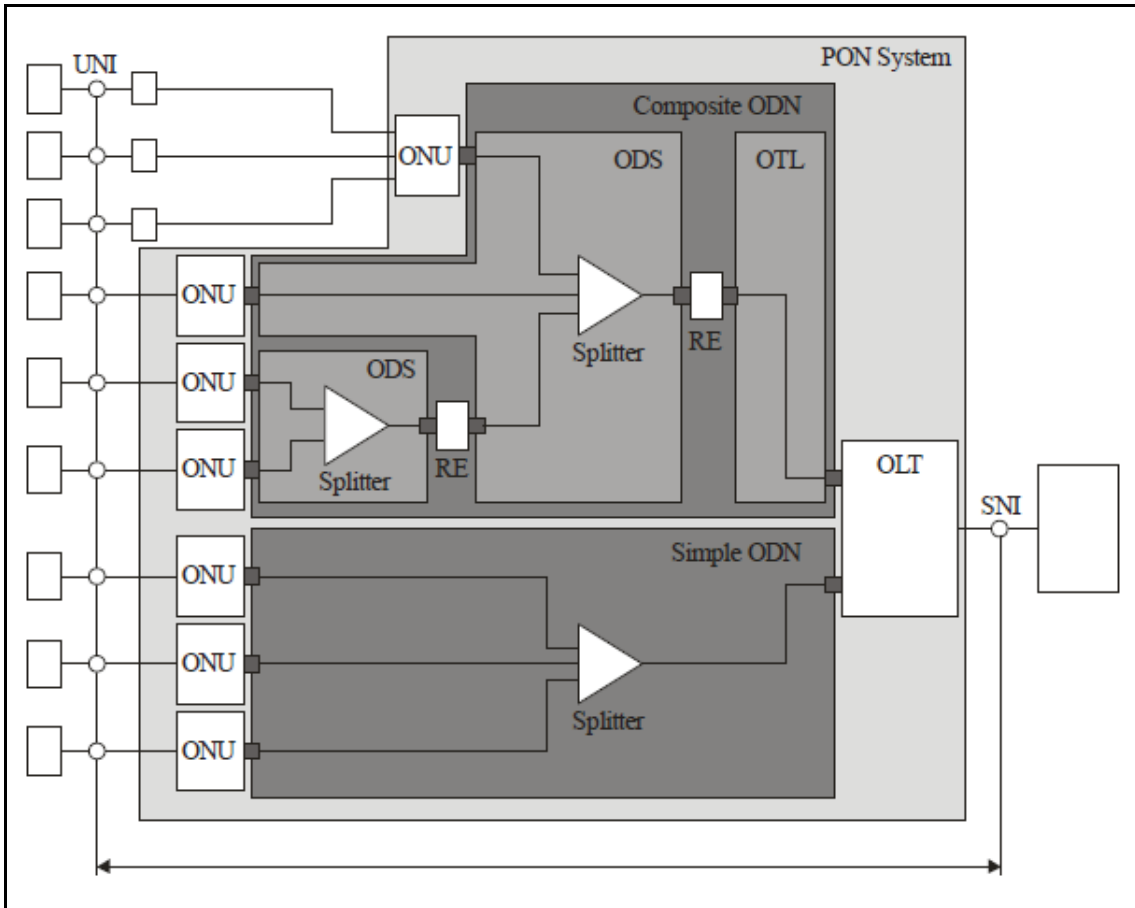 UNI
PON System
Composite ODN
ONU
ODS
OTL
ONU
Splitter
RE
ONU
ODS
ONU
Splitter
RE
OLT
SNI
Simple ODN
ONU
ONU
Splitter
ONU